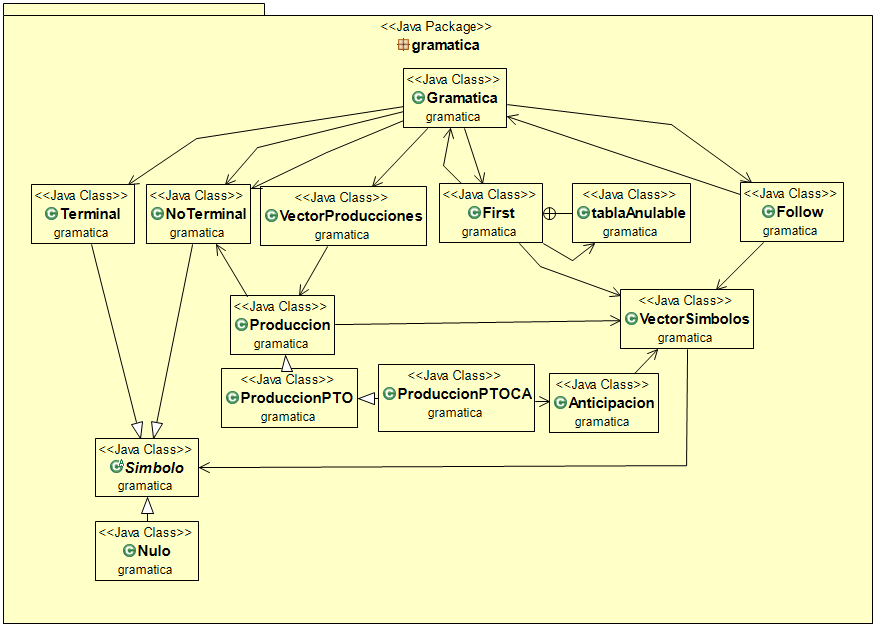 <<Java Package>>
gramatica
<<Java Class>>
Gramatica
gramatica
<<Java Class>>
Terminal
gramatica
<<Java Class>>
NoTerminal
gramatica
<<Java Class>>
VectorProducciones
gramatica
<<Java Class>>
First
gramatica
<<Java Class>>
tablaAnulable
gramatica
<<Java Class>>
Follow
gramatica
<<Java Class>>
Produccion
gramatica
<<Java Class>>
VectorSimbolos
gramatica
<<Java Class>>
ProduccionPTO
gramatica
<<Java Class>>
ProduccionPTOCA
gramatica
<<Java Class>>
Anticipacion
gramatica
<<Java Class>>
Simbolo
gramatica
<<Java Class>>
Nulo
gramatica